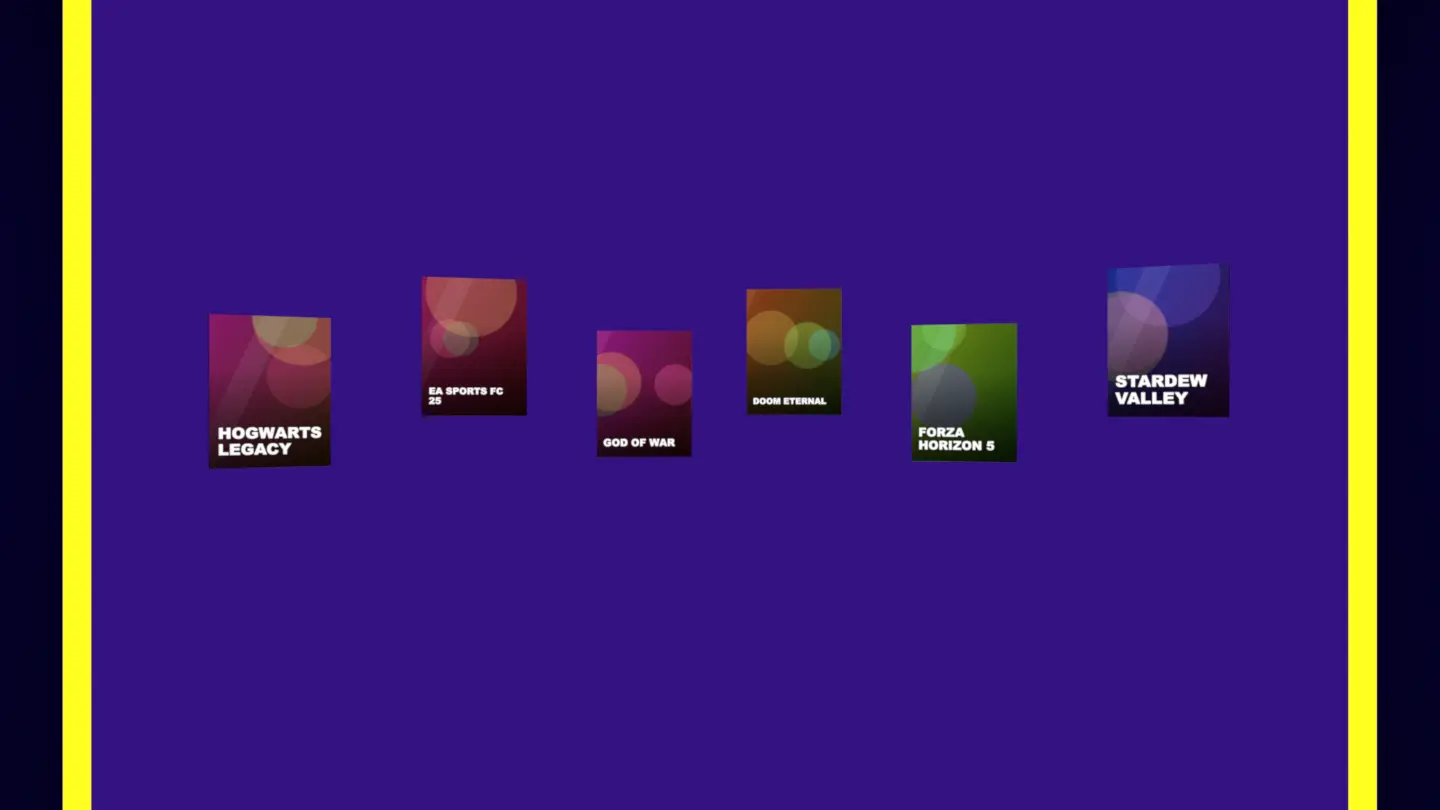 HOGWARTS
LEGACY
EA SPORTS FC
25
GOD OF WAR
DOOM ETERNAL
FORZA
HORIZON 5
STARDEW
VALLEY